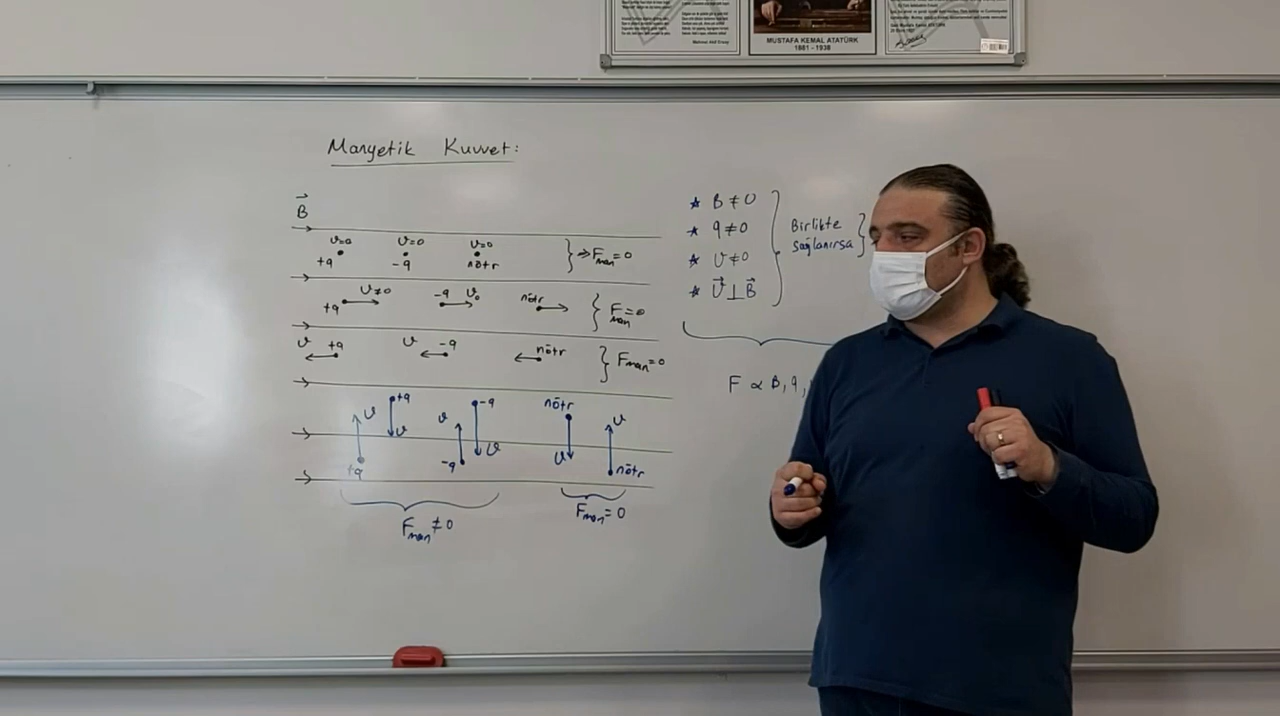 MUSTAFA KEMAL ATATÜRK
1881 - 1938
Manyetik Kuvvet:
B⃗
υ=0 υ=0 υ=0
+q -q nötr } ⇒ Fman=0
+q υ≠0 -q υ₀ nötr } Fman=0
υ +q υ -q nötr } Fman=0
υ +q υ υ -q υ nötr υ υ
+q -q nötr
Fman≠0 Fman=0
★ B≠0
★ q≠0
★ υ≠0
★ υ⃗⊥B⃗
Birlikte
sağlanırsa
F ∝ B, q,